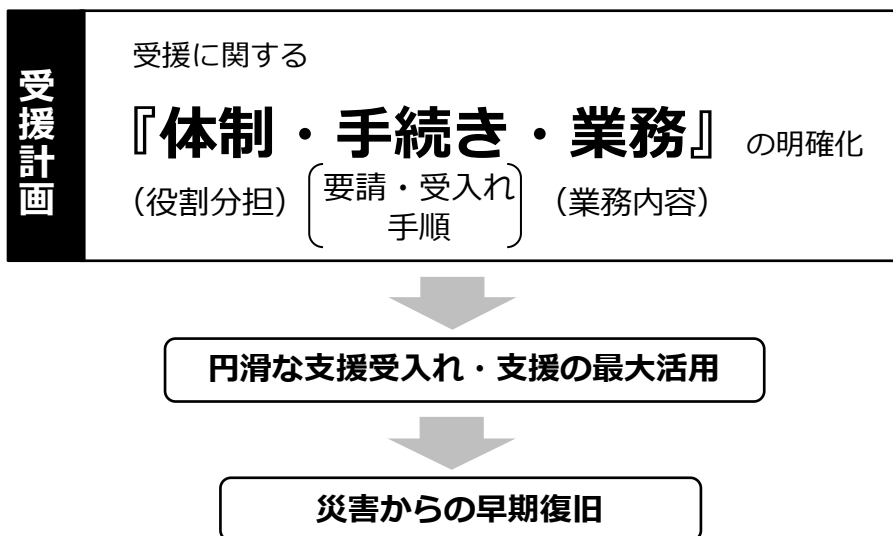 受援計画
受援に関する
『体制・手続き・業務』の明確化
（役割分担）（要請・受入れ手順）（業務内容）
円滑な支援受入れ・支援の最大活用
災害からの早期復旧